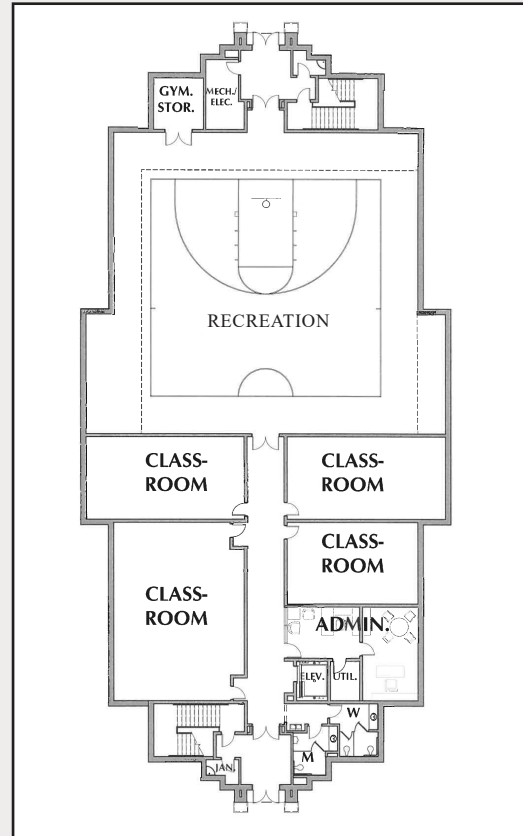 GYM.
STOR.
MECH./
ELEC.
RECREATION
CLASS-
ROOM
CLASS-
ROOM
CLASS-
ROOM
CLASS-
ROOM
ADMIN.
ELEV.
UTIL.
W
M
JAN.